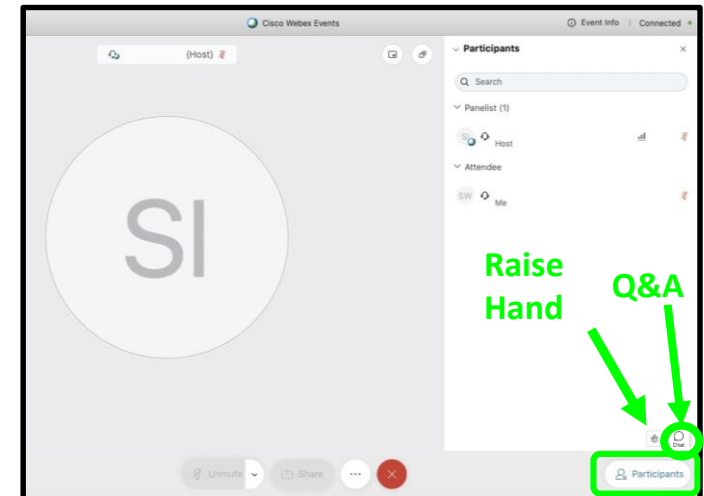 Cisco Webex Events
Event Info | Connected
(Host)
Participants
Search
Panelist (1)
SI
Host
Attendee
SW
Me
SI
Raise
Hand
Q&A
Chat
Unmute
Share
Participants